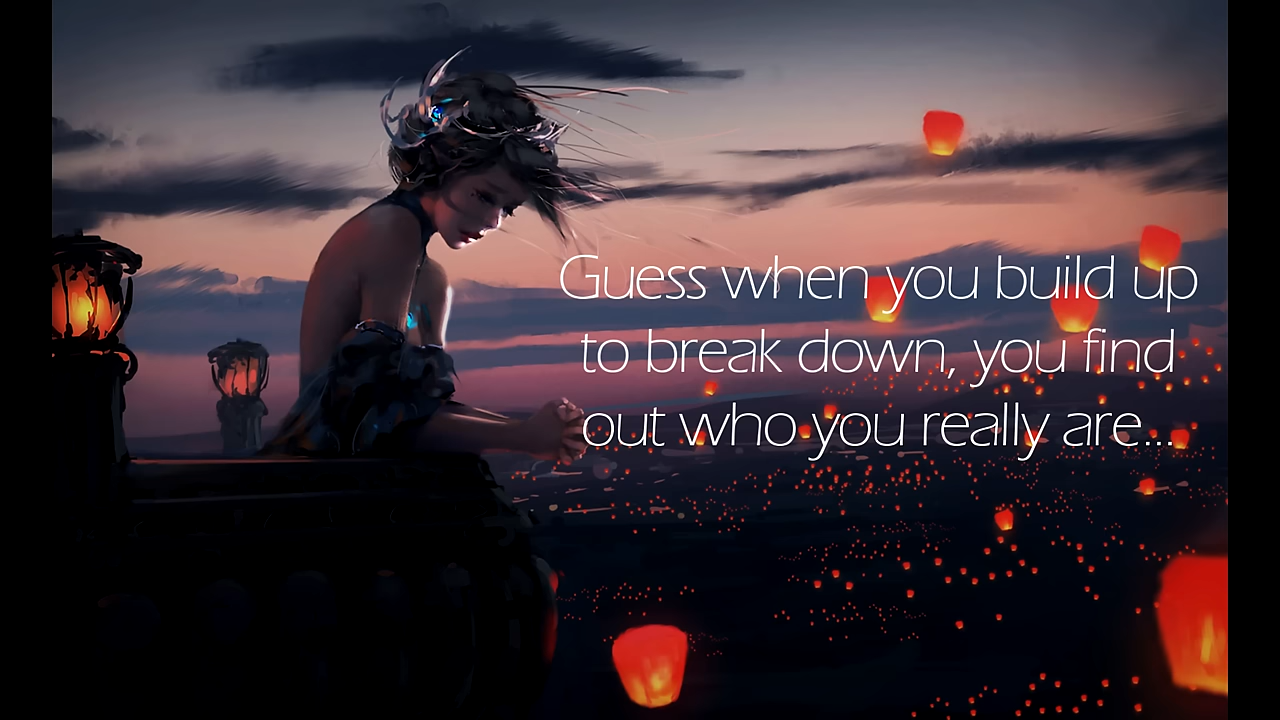 Guess when you build up
to break down, you find
out who you really are...